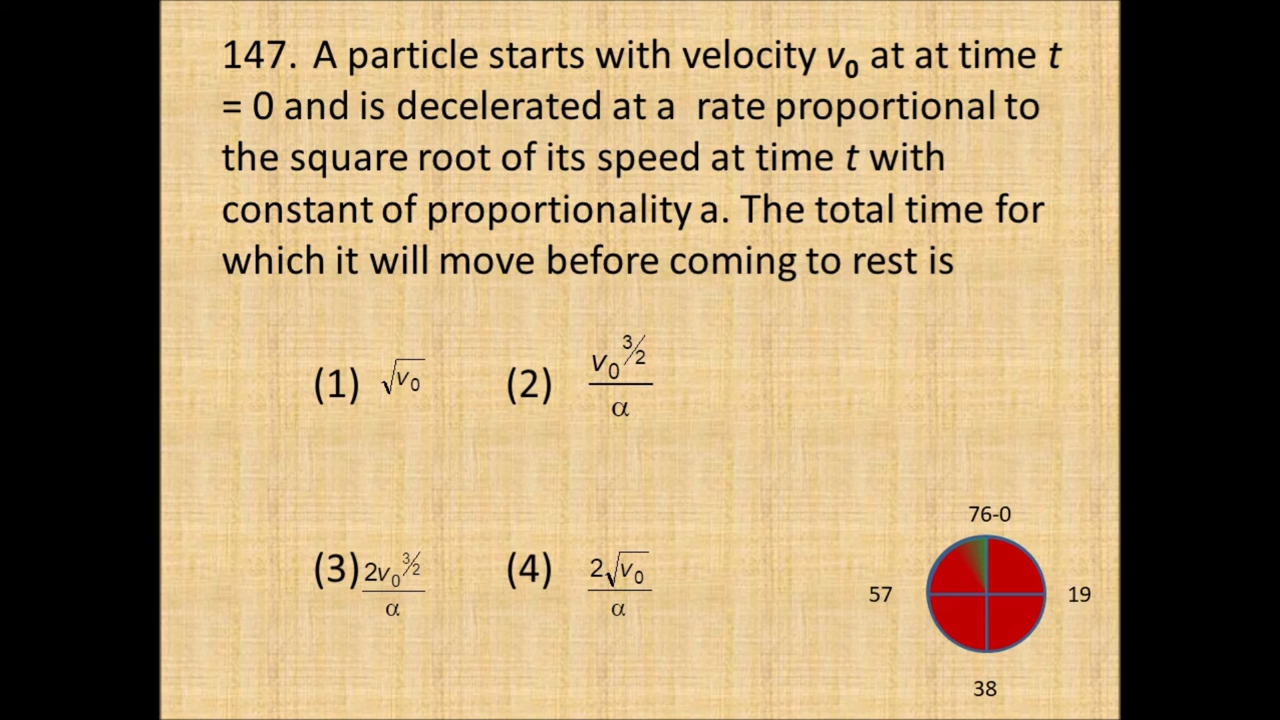 147. A particle starts with velocity v₀ at at time t
= 0 and is decelerated at a rate proportional to
the square root of its speed at time t with
constant of proportionality a. The total time for
which it will move before coming to rest is
(1) √v₀ (2) v₀^3/2 / α
(3) 2v₀^3/2 / α (4) 2√v₀ / α
76-0
57 19
38